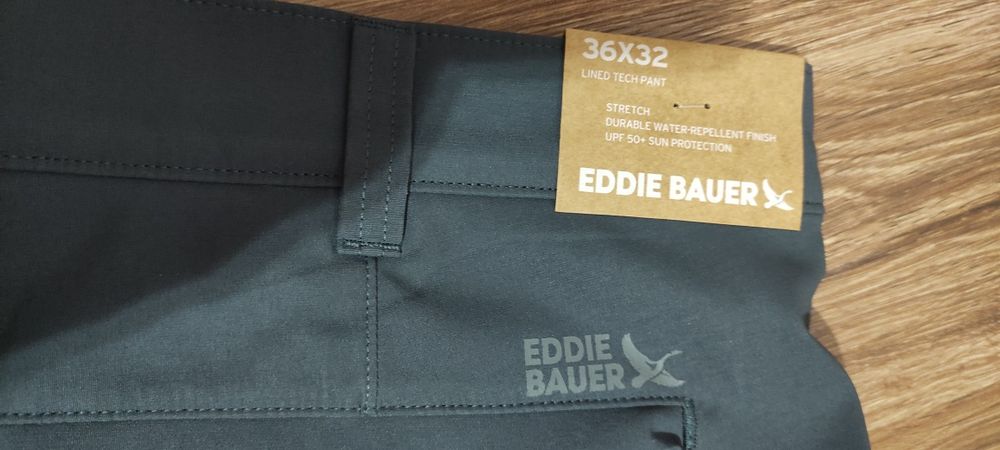 36X32
LINED TECH PANT
STRETCH
DURABLE WATER-REPELLENT FINISH
UPF 50+ SUN PROTECTION
EDDIE BAUER
EDDIE
BAUER